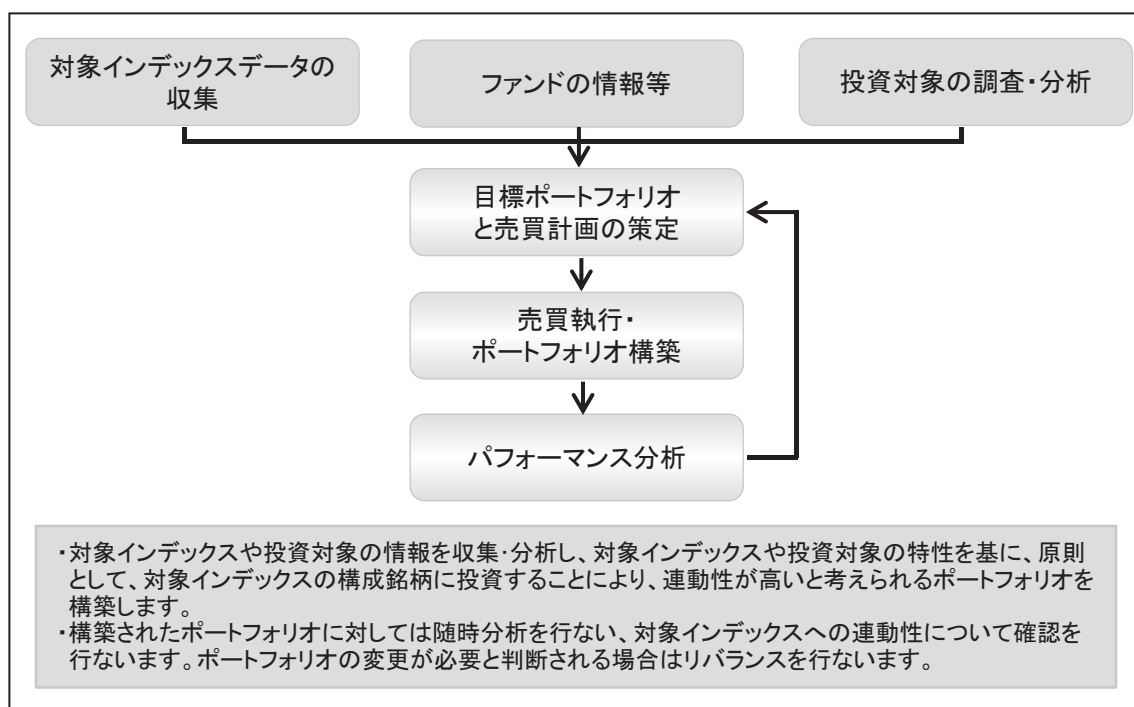 対象インデックスデータの
収集
ファンドの情報等
投資対象の調査・分析
目標ポートフォリオ
と売買計画の策定
売買執行・
ポートフォリオ構築
パフォーマンス分析
・対象インデックスや投資対象の情報を収集・分析し、対象インデックスや投資対象の特性を基に、原則
として、対象インデックスの構成銘柄に投資することにより、連動性が高いと考えられるポートフォリオを
構築します。
・構築されたポートフォリオに対しては随時分析を行ない、対象インデックスへの連動性について確認を
行ないます。ポートフォリオの変更が必要と判断される場合はリバランスを行ないます。